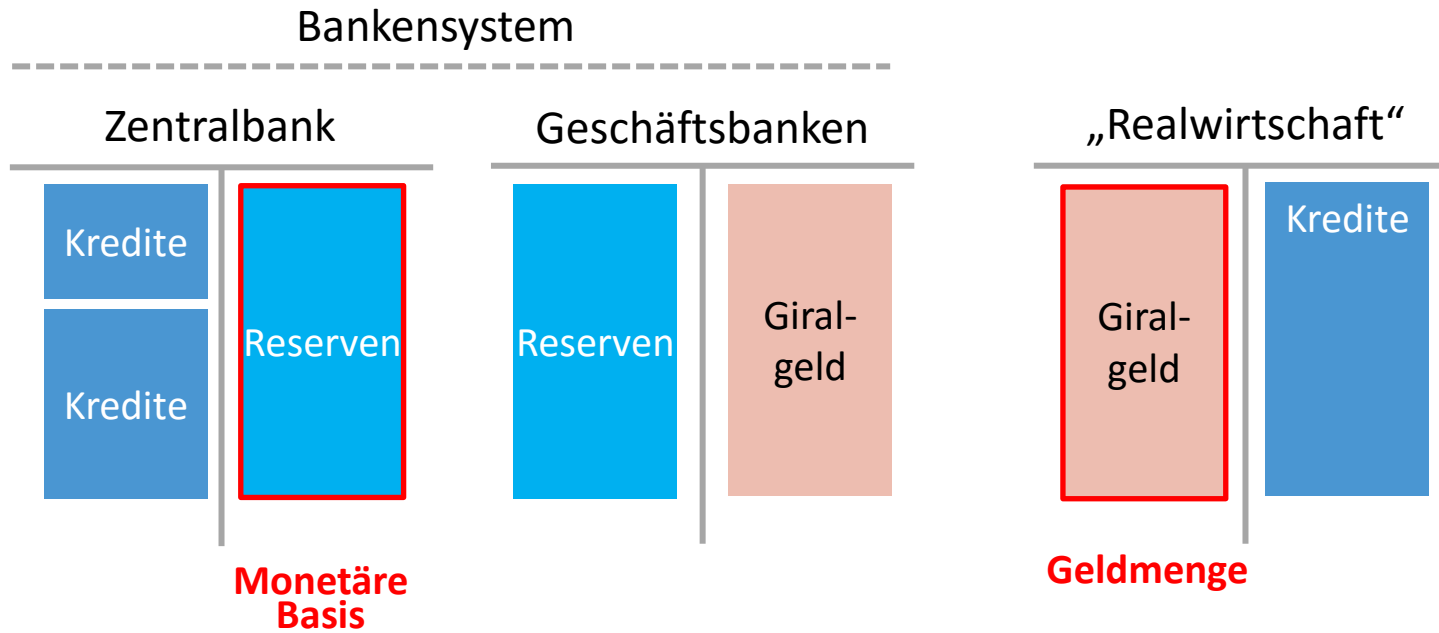 Bankensystem
Zentralbank
Geschäftsbanken
„Realwirtschaft“
Kredite
Kredite
Reserven
Reserven
Giral-
geld
Giral-
geld
Kredite
Monetäre
Basis
Geldmenge